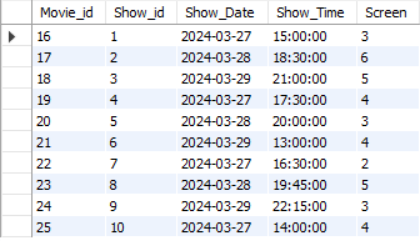 Movie_id Show_id Show_Date Show_Time Screen
16 1 2024-03-27 15:00:00 3
17 2 2024-03-28 18:30:00 6
18 3 2024-03-29 21:00:00 5
19 4 2024-03-27 17:30:00 4
20 5 2024-03-28 20:00:00 3
21 6 2024-03-29 13:00:00 4
22 7 2024-03-27 16:30:00 2
23 8 2024-03-28 19:45:00 5
24 9 2024-03-29 22:15:00 3
25 10 2024-03-27 14:00:00 4